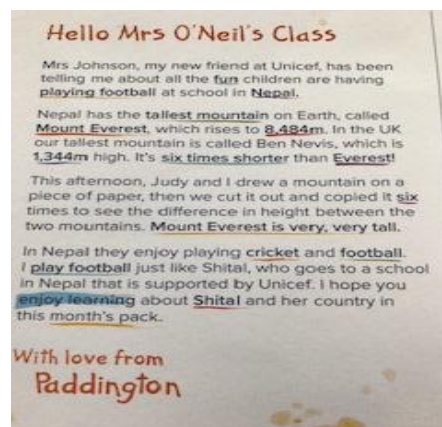 Hello Mrs O'Neil's Class
Mrs Johnson, my new friend at Unicef, has been
telling me about all the fun children are having
playing football at school in Nepal.
Nepal has the tallest mountain on Earth, called
Mount Everest, which rises to 8,484m. In the UK
our tallest mountain is called Ben Nevis, which is
1,344m high. It's six times shorter than Everest!
This afternoon, Judy and I drew a mountain on a
piece of paper, then we cut it out and copied it six
times to see the difference in height between the
two mountains. Mount Everest is very, very tall.
In Nepal they enjoy playing cricket and football.
I play football just like Shital, who goes to a school
in Nepal that is supported by Unicef. I hope you
enjoy learning about Shital and her country in
this month's pack.
With love from
Paddington